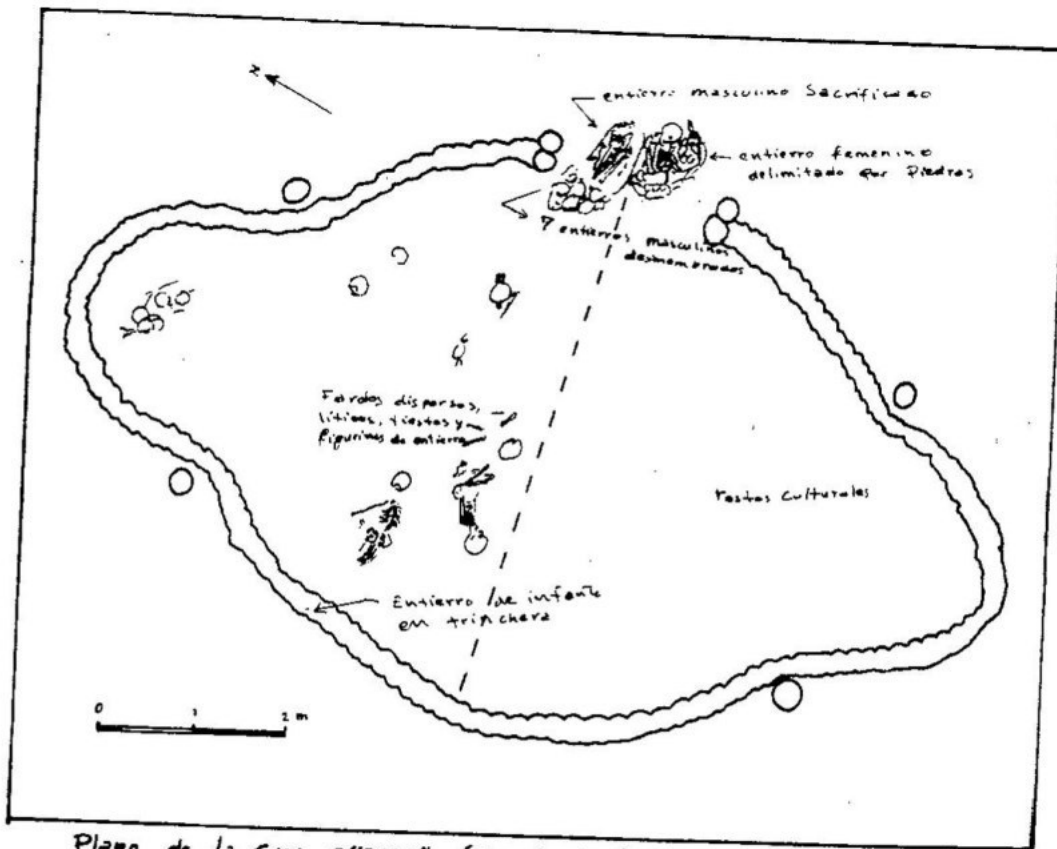 z
entierro masculino Sacrificado
entierro femenino
delimitado por Piedras
7 entierros masculinos
desmembrados
Fardos dispersos,
líticos, tiestos y
figurinas de entierro
restos culturales
Entierro de infante
en trinchera
0 1 2 m
Plano de la